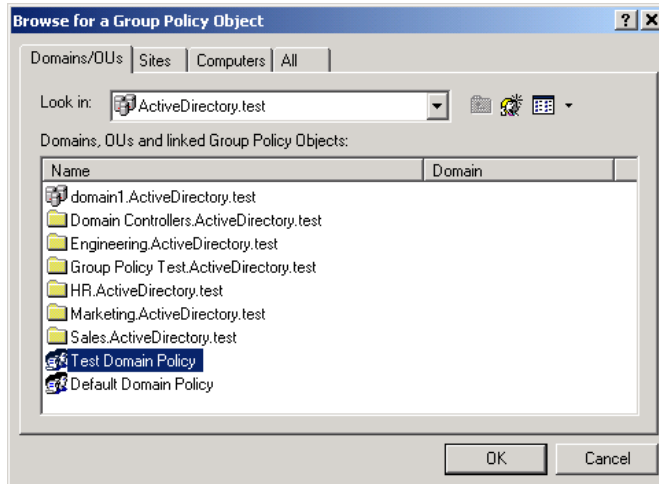 Browse for a Group Policy Object
Domains/OUs Sites Computers All
Look in: ActiveDirectory.test
Domains, OUs and linked Group Policy Objects:
Name Domain
domain1.ActiveDirectory.test
Domain Controllers.ActiveDirectory.test
Engineering.ActiveDirectory.test
Group Policy Test.ActiveDirectory.test
HR.ActiveDirectory.test
Marketing.ActiveDirectory.test
Sales.ActiveDirectory.test
Test Domain Policy
Default Domain Policy
OK Cancel